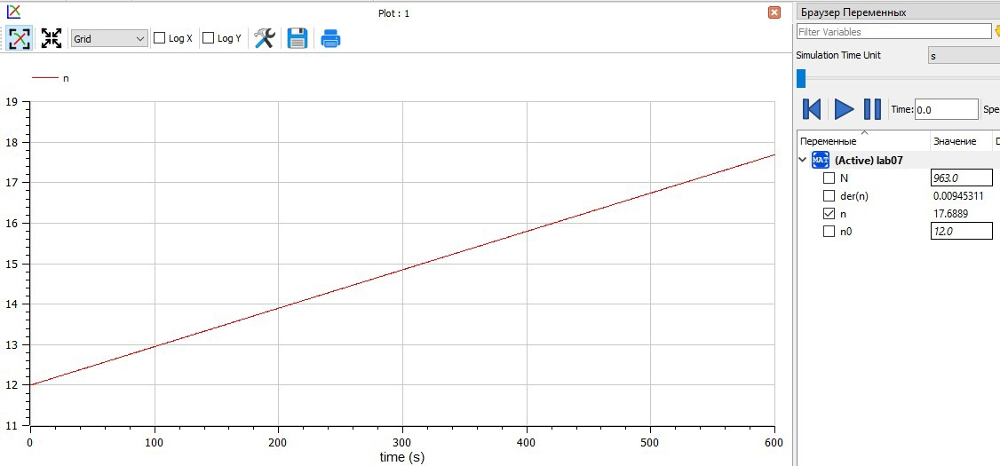 Plot : 1
Grid
Log X
Log Y
n
19
18
17
16
15
14
13
12
11
0 100 200 300 400 500 600
time (s)
Браузер Переменных
Filter Variables
Simulation Time Unit s
Time: 0.0 Spe
Переменные Значение
MAT (Active) lab07
N 963.0
der(n) 0.00945311
n 17.6889
n0 12.0